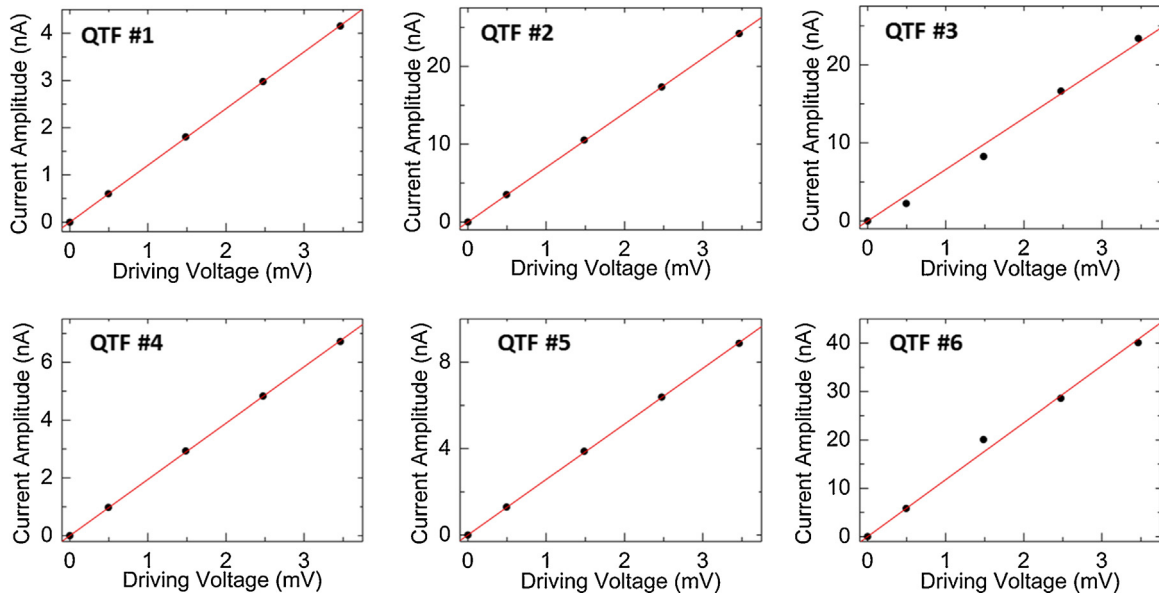 QTF #1
Current Amplitude (nA)
4
3
2
1
0
0 1 2 3
Driving Voltage (mV)
QTF #2
Current Amplitude (nA)
20
10
0
0 1 2 3
Driving Voltage (mV)
QTF #3
Current Amplitude (nA)
20
10
0
0 1 2 3
Driving Voltage (mV)
QTF #4
Current Amplitude (nA)
6
4
2
0
0 1 2 3
Driving Voltage (mV)
QTF #5
Current Amplitude (nA)
8
4
0
0 1 2 3
Driving Voltage (mV)
QTF #6
Current Amplitude (nA)
40
30
20
10
0
0 1 2 3
Driving Voltage (mV)